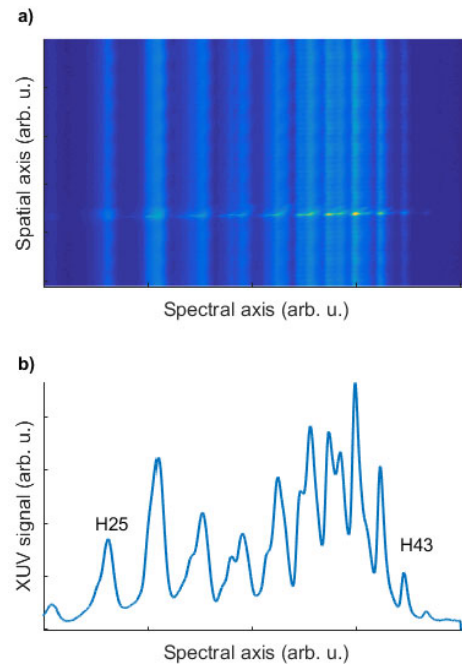 a)
Spatial axis (arb. u.)
Spectral axis (arb. u.)
b)
XUV signal (arb. u.)
H25
H43
Spectral axis (arb. u.)